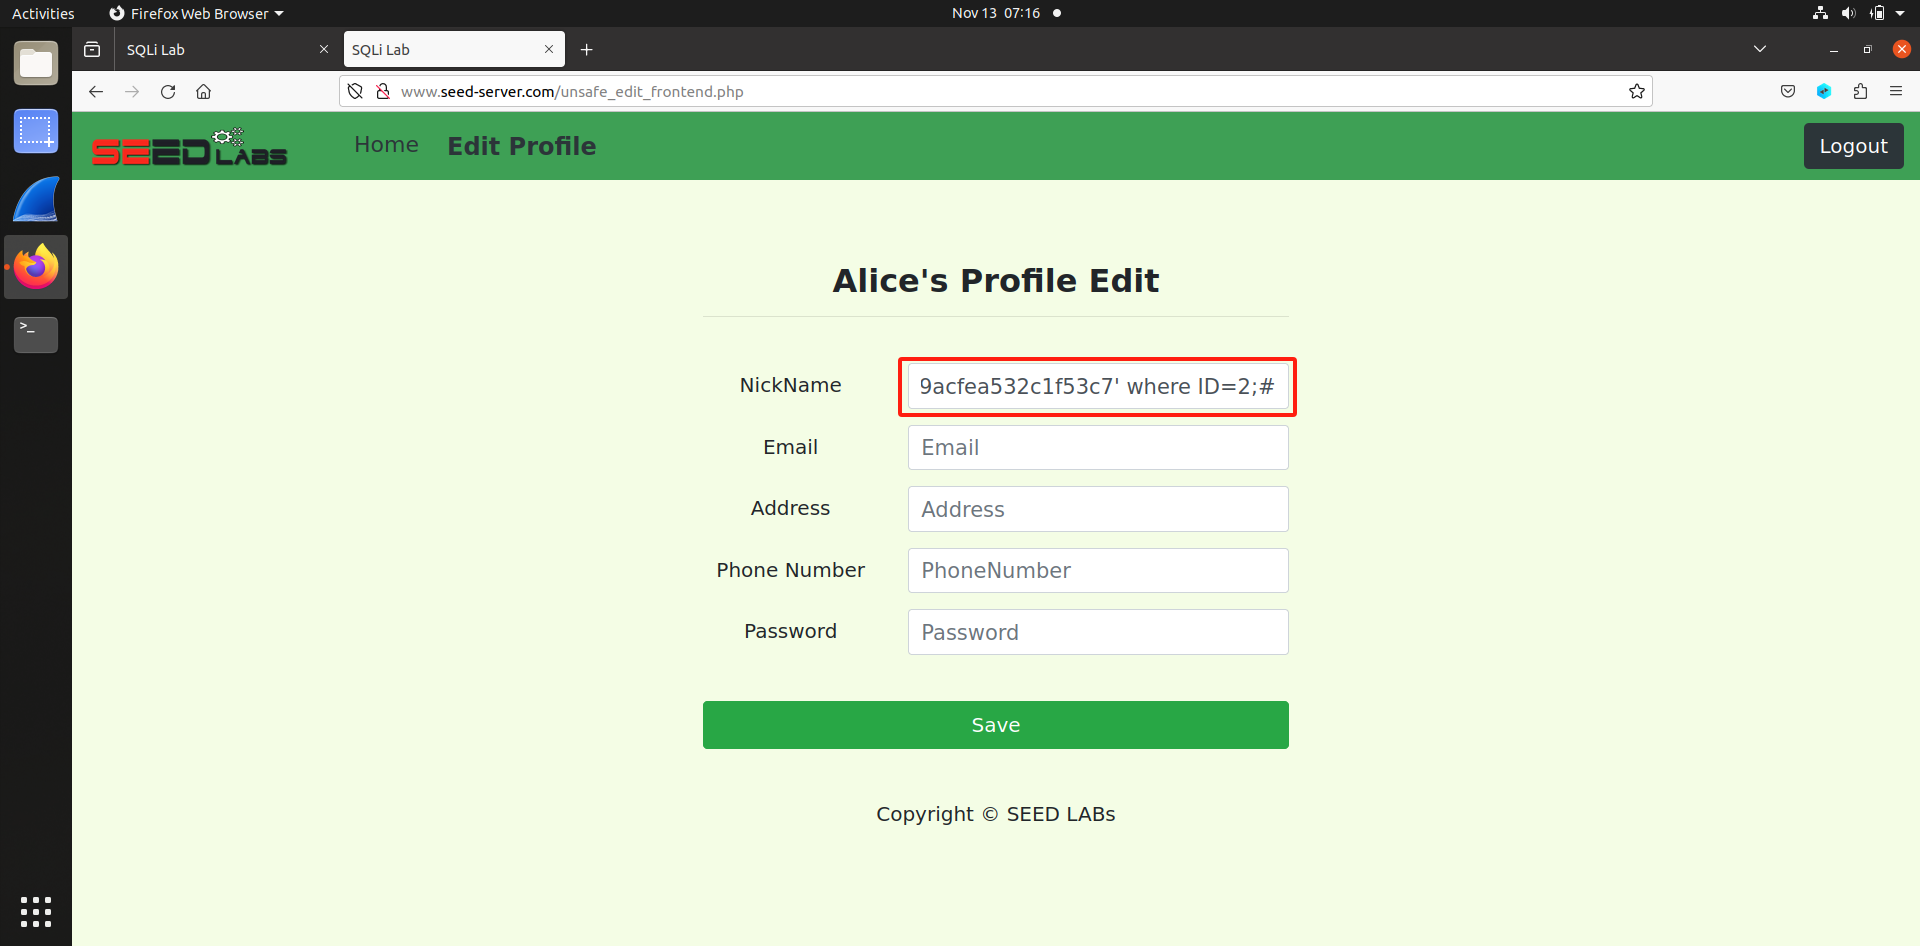 Activities Firefox Web Browser Nov 13 07:16
SQLi Lab SQLi Lab
www.seed-server.com/unsafe_edit_frontend.php
SEED LABS Home Edit Profile Logout
Alice's Profile Edit
NickName 9acfea532c1f53c7' where ID=2;#
Email Email
Address Address
Phone Number PhoneNumber
Password Password
Save
Copyright © SEED LABs